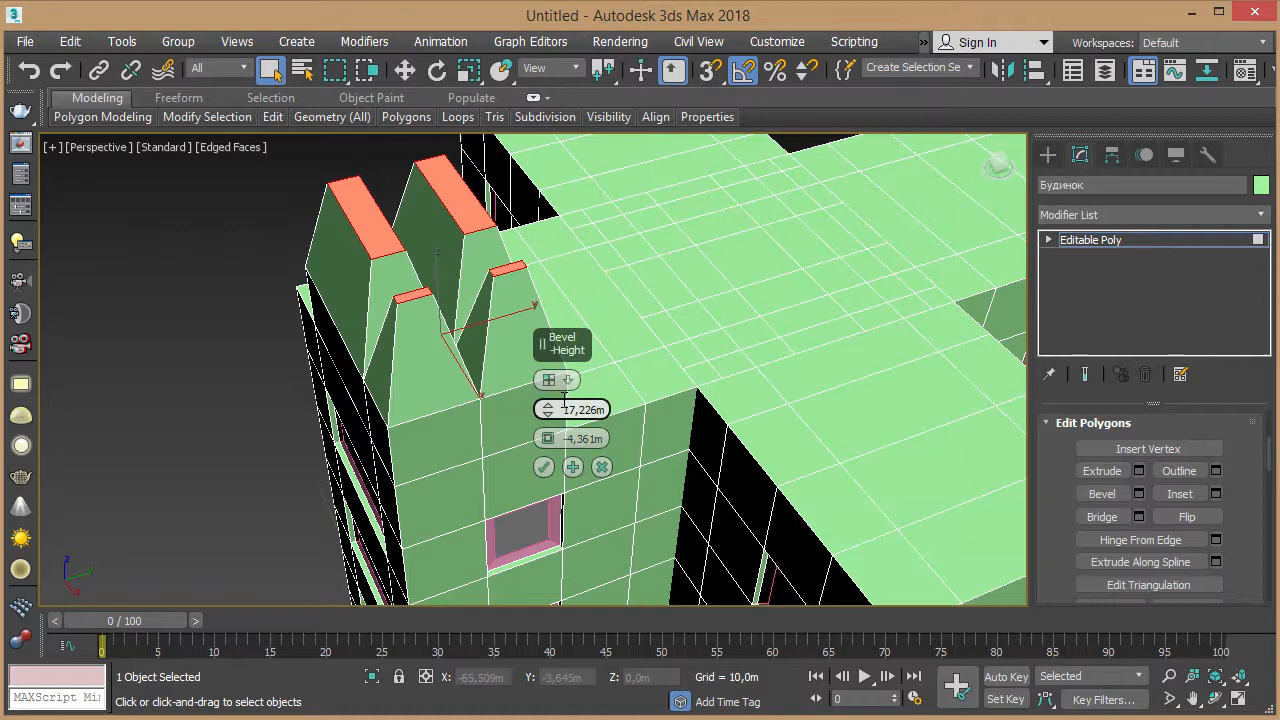 Untitled - Autodesk 3ds Max 2018
File Edit Tools Group Views Create Modifiers Animation Graph Editors Rendering Civil View Customize Scripting » Sign In Workspaces: Default
All View Create Selection Se
Modeling Freeform Selection Object Paint Populate
Polygon Modeling Modify Selection Edit Geometry (All) Polygons Loops Tris Subdivision Visibility Align Properties
[ + ] [Perspective ] [Standard ] [Edged Faces ]
Будинок
Modifier List
Editable Poly
z
y
x
Bevel
-Height
17,226m
-4,361m
Edit Polygons
Insert Vertex
Extrude Outline
Bevel Inset
Bridge Flip
Hinge From Edge
Extrude Along Spline
Edit Triangulation
z
y
x
< 0 / 100 >
0 5 10 15 20 25 30 35 40 45 50 55 60 65 70 75 80 85 90 95 100
1 Object Selected X: -65,509m Y: -3,645m Z: 0,0m Grid = 10,0m Auto Key Selected
MAXScript Mi Click or click-and-drag to select objects Add Time Tag 0 Set Key Key Filters...